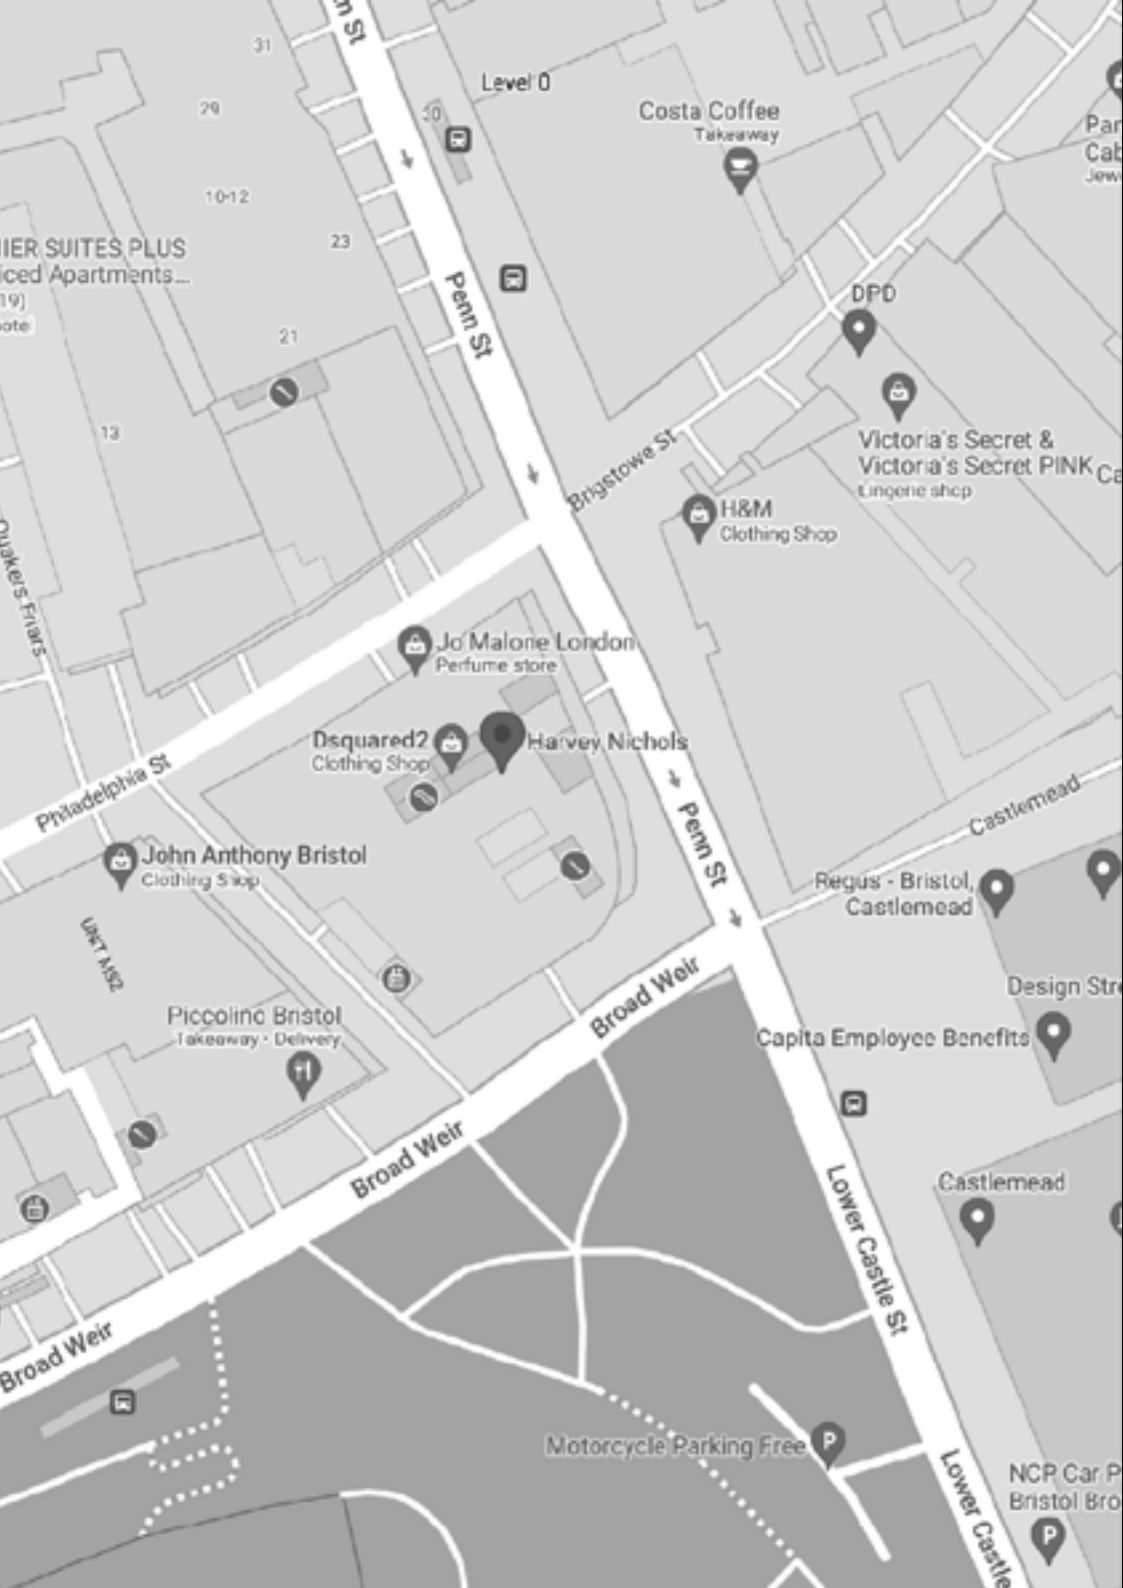 31
Level 0
29
30
Costa Coffee
Takeaway
10-12
23
IER SUITES PLUS
iced Apartments...
19)
otel
Penn St
DPD
21
13
Victoria's Secret &
Victoria's Secret PINK
Lingerie shop
Brigstowe St
H&M
Clothing Shop
Quakers Friars
Jo Malone London
Perfume store
Dsquared2
Clothing Shop
Harvey Nichols
Philadelphia St
Penn St
Castlemead
John Anthony Bristol
Clothing Shop
Regus - Bristol,
Castlemead
UNIT MS2
Broad Weir
Design Stre
Piccolino Bristol
Takeaway · Delivery
Capita Employee Benefits
P
Broad Weir
Castlemead
Lower Castle St
Broad Weir
Motorcycle Parking Free
P
NCP Car P
Bristol Bro
Lower Castle